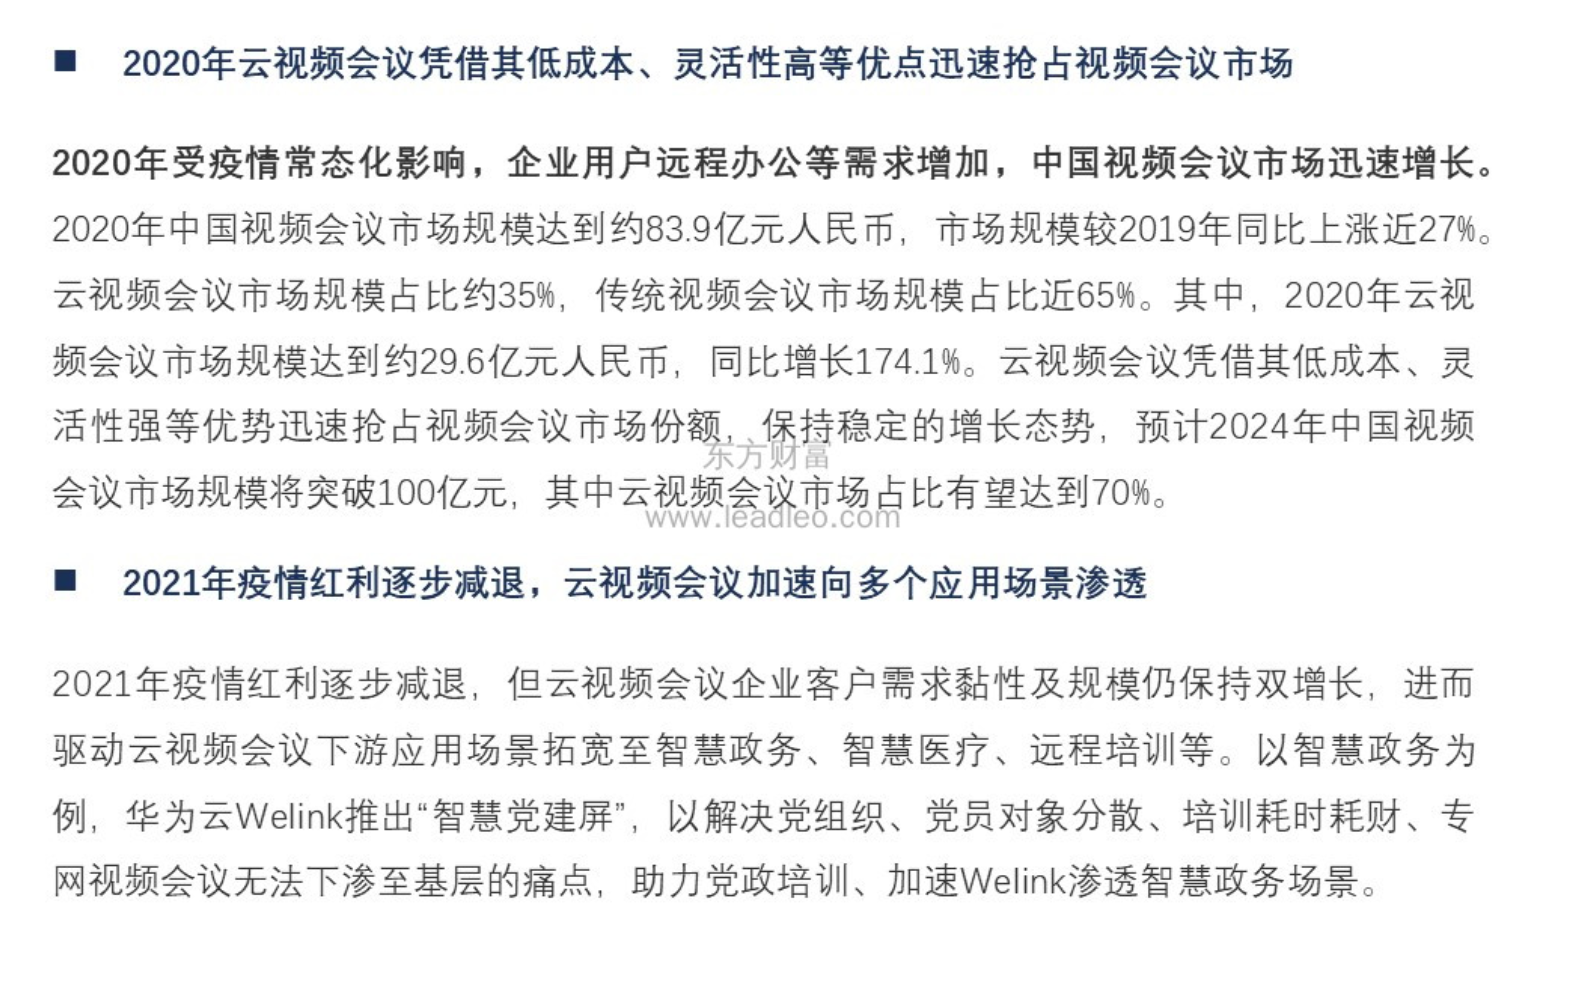 ■ 2020年云视频会议凭借其低成本、灵活性高等优点迅速抢占视频会议市场
2020年受疫情常态化影响，企业用户远程办公等需求增加，中国视频会议市场迅速增长。
2020年中国视频会议市场规模达到约83.9亿元人民币，市场规模较2019年同比上涨近27%。
云视频会议市场规模占比约35%，传统视频会议市场规模占比近65%。其中，2020年云视
频会议市场规模达到约29.6亿元人民币，同比增长174.1%。云视频会议凭借其低成本、灵
活性强等优势迅速抢占视频会议市场份额，保持稳定的增长态势，预计2024年中国视频
东方财富
会议市场规模将突破100亿元，其中云视频会议市场占比有望达到70%。
www.leadleo.com
■ 2021年疫情红利逐步减退，云视频会议加速向多个应用场景渗透
2021年疫情红利逐步减退，但云视频会议企业客户需求黏性及规模仍保持双增长，进而
驱动云视频会议下游应用场景拓宽至智慧政务、智慧医疗、远程培训等。以智慧政务为
例，华为云Welink推出“智慧党建屏”，以解决党组织、党员对象分散、培训耗时耗财、专
网视频会议无法下渗至基层的痛点，助力党政培训、加速Welink渗透智慧政务场景。